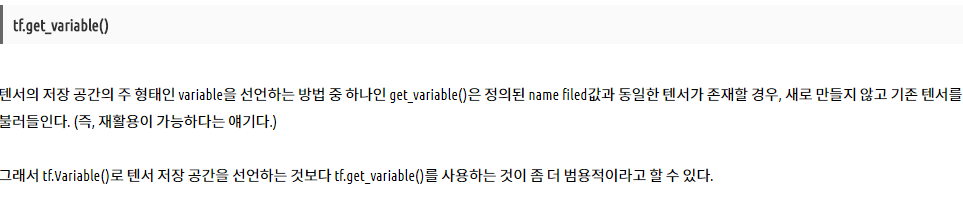 tf.get_variable()
텐서의 저장 공간의 주 형태인 variable을 선언하는 방법 중 하나인 get_variable()은 정의된 name filed값과 동일한 텐서가 존재할 경우, 새로 만들지 않고 기존 텐서를
불러들인다. (즉, 재활용이 가능하다는 얘기다.)
그래서 tf.Variable()로 텐서 저장 공간을 선언하는 것보다 tf.get_variable()를 사용하는 것이 좀 더 범용적이라고 할 수 있다.